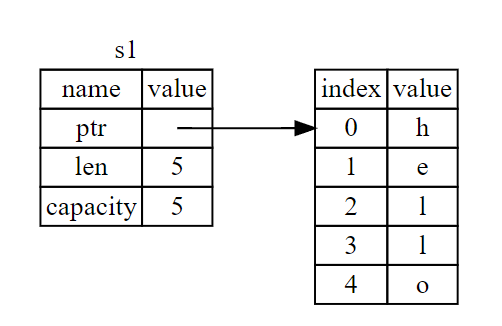 s1
name value
ptr
len 5
capacity 5
index value
0 h
1 e
2 l
3 l
4 o